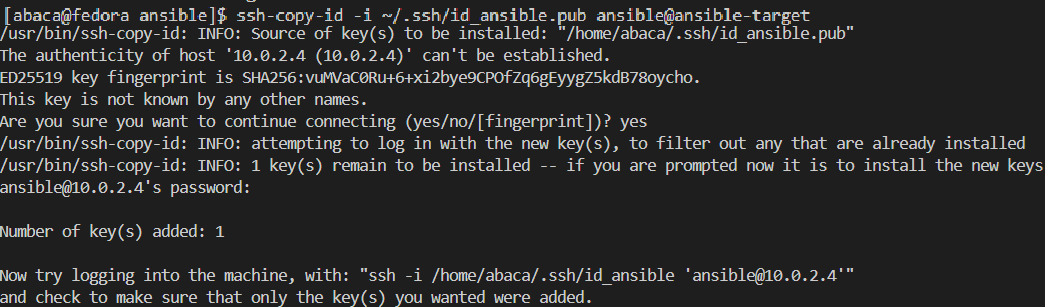 [abaca@fedora ansible]$ ssh-copy-id -i ~/.ssh/id_ansible.pub ansible@ansible-target
/usr/bin/ssh-copy-id: INFO: Source of key(s) to be installed: "/home/abaca/.ssh/id_ansible.pub"
The authenticity of host '10.0.2.4 (10.0.2.4)' can't be established.
ED25519 key fingerprint is SHA256:vuMVaC0Ru+6+xi2bye9CPOfZq6gEyygZ5kdB78oycho.
This key is not known by any other names.
Are you sure you want to continue connecting (yes/no/[fingerprint])? yes
/usr/bin/ssh-copy-id: INFO: attempting to log in with the new key(s), to filter out any that are already installed
/usr/bin/ssh-copy-id: INFO: 1 key(s) remain to be installed -- if you are prompted now it is to install the new keys
ansible@10.0.2.4's password:
Number of key(s) added: 1
Now try logging into the machine, with: "ssh -i /home/abaca/.ssh/id_ansible 'ansible@10.0.2.4'"
and check to make sure that only the key(s) you wanted were added.